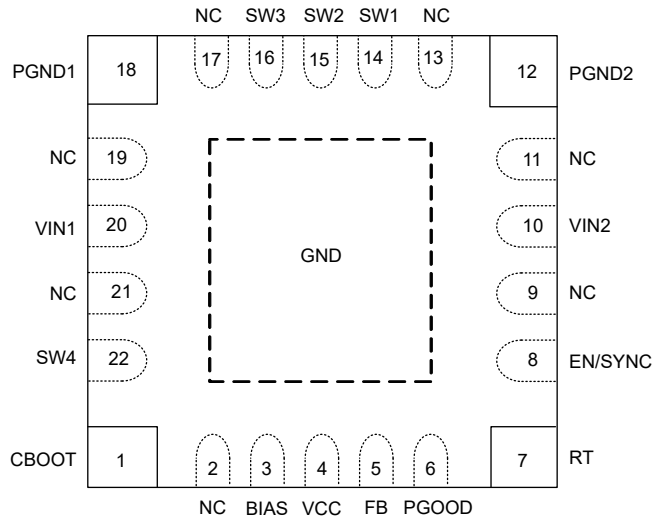 NC SW3 SW2 SW1 NC
17 16 15 14 13
PGND1 18 12 PGND2
NC 19 11 NC
VIN1 20 10 VIN2
GND
NC 21 9 NC
SW4 22 8 EN/SYNC
CBOOT 1 7 RT
2 3 4 5 6
NC BIAS VCC FB PGOOD